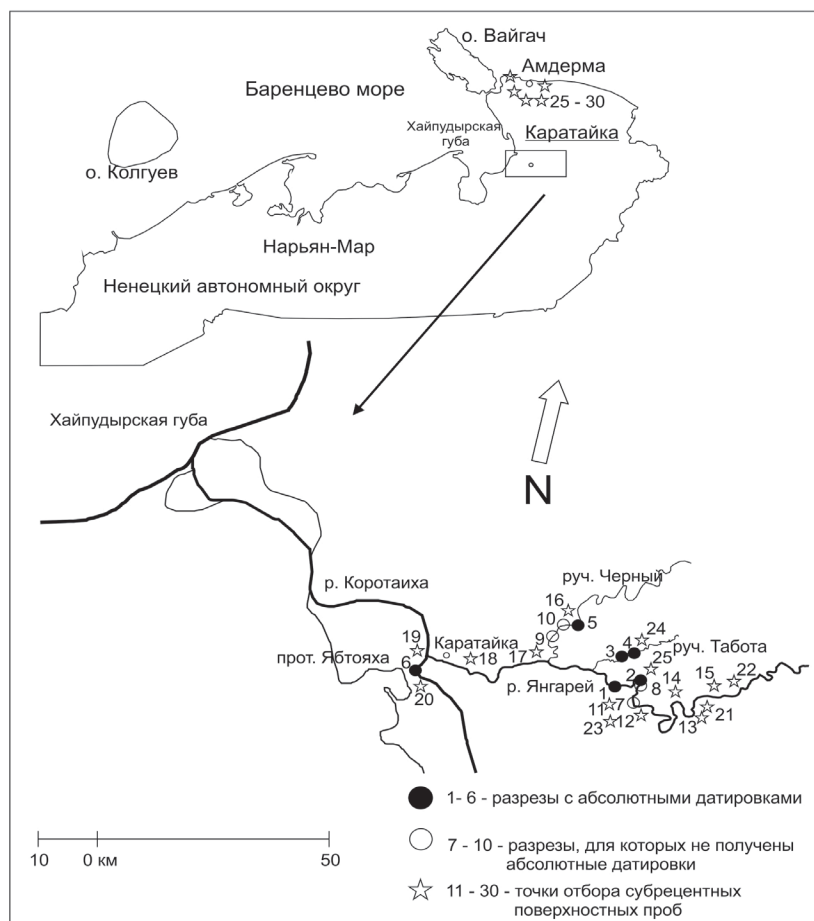 о. Вайгач
Амдерма
Баренцево море
25 - 30
Хайпудырская
губа
Каратайка
о. Колгуев
Нарьян-Мар
Ненецкий автономный округ
Хайпудырская губа
N
руч. Черный
р. Коротаиха
16
10
5
24
19
Каратайка
9
4
руч. Табота
3
17
18
25
прот. Ябтояха
6
2
15
22
р. Янгарей
8
14
1
20
11
7
21
23
12
13
1- 6 - разрезы с абсолютными датировками
7 - 10 - разрезы, для которых не получены
абсолютные датировки
10
0 км
50
11 - 30 - точки отбора субрецентных
поверхностных проб